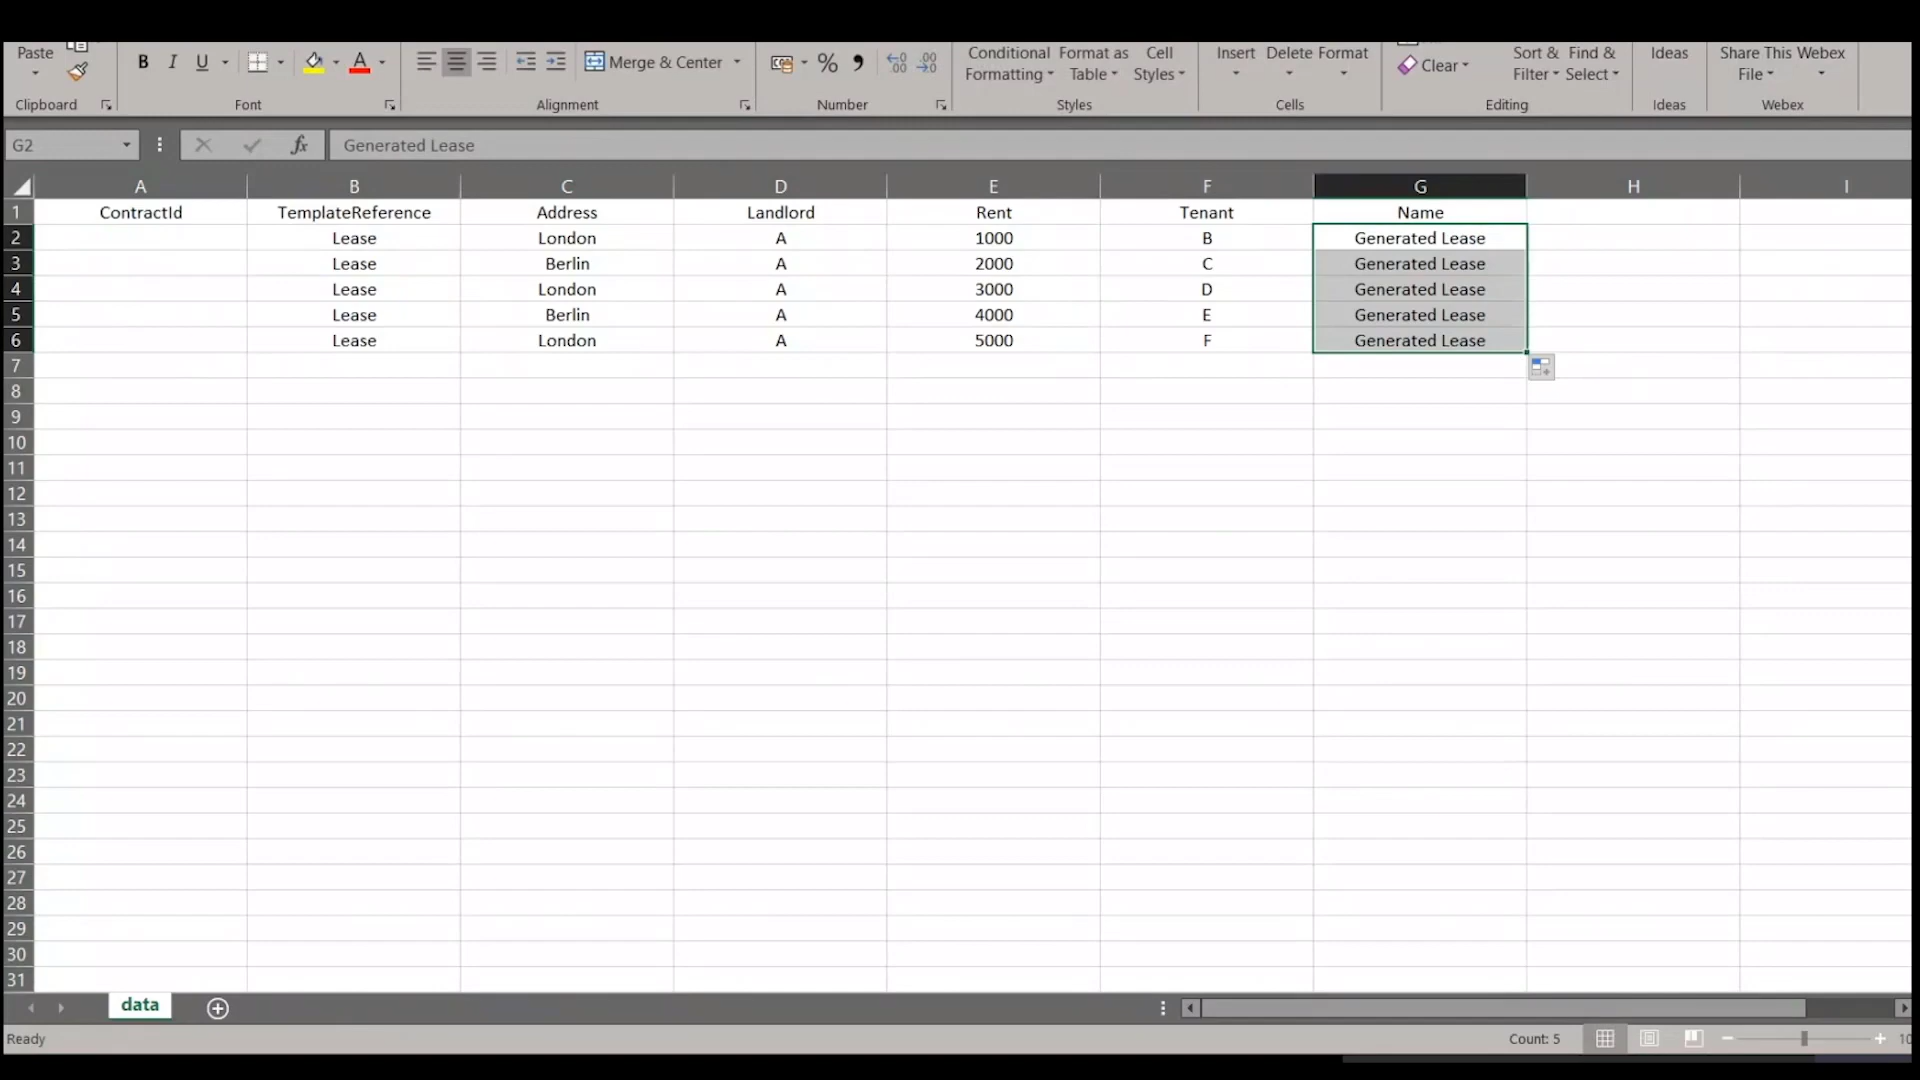 Paste
B I U A
Merge & Center
%
Conditional Formatting
Format as Table
Cell Styles
Insert
Delete
Format
Clear
Sort & Filter
Find & Select
Ideas
Share This File
Webex
Clipboard Font Alignment Number Styles Cells Editing Ideas Webex
G2 fx Generated Lease
A B C D E F G H I
1 ContractId TemplateReference Address Landlord Rent Tenant Name
2 Lease London A 1000 B Generated Lease
3 Lease Berlin A 2000 C Generated Lease
4 Lease London A 3000 D Generated Lease
5 Lease Berlin A 4000 E Generated Lease
6 Lease London A 5000 F Generated Lease
7
8
9
10
11
12
13
14
15
16
17
18
19
20
21
22
23
24
25
26
27
28
29
30
31
data
Ready Count: 5